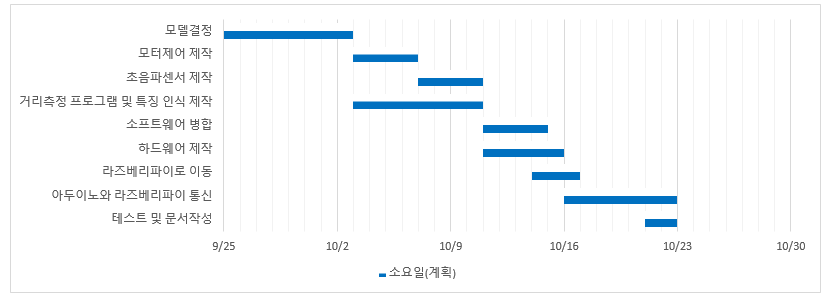 모델결정
모터제어 제작
초음파센서 제작
거리측정 프로그램 및 특징 인식 제작
소프트웨어 병합
하드웨어 제작
라즈베리파이로 이동
아두이노와 라즈베리파이 통신
테스트 및 문서작성
9/25 10/2 10/9 10/16 10/23 10/30
소요일(계획)